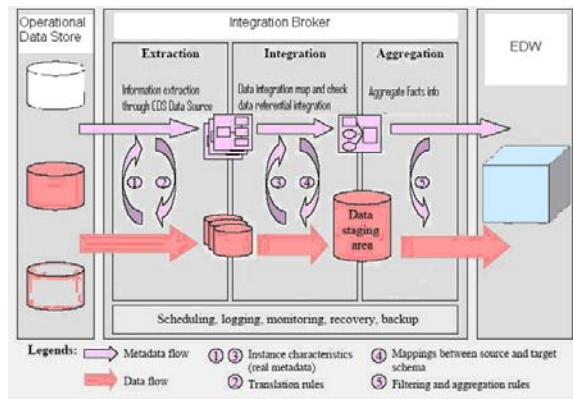 Operational
Data Store
Integration Broker
EDW
Extraction
Integration
Aggregation
Information extraction
through EDS Data Source
Data integration map and check
data referential integration
Aggregate Facts info
1
2
3
4
5
Data
staging
area
Scheduling, logging, monitoring, recovery, backup
Legends:
Metadata flow
1 3 Instance characteristics
(real metadata)
4 Mappings between source and target
schema
Data flow
2 Translation rules
5 Filtering and aggregation rules